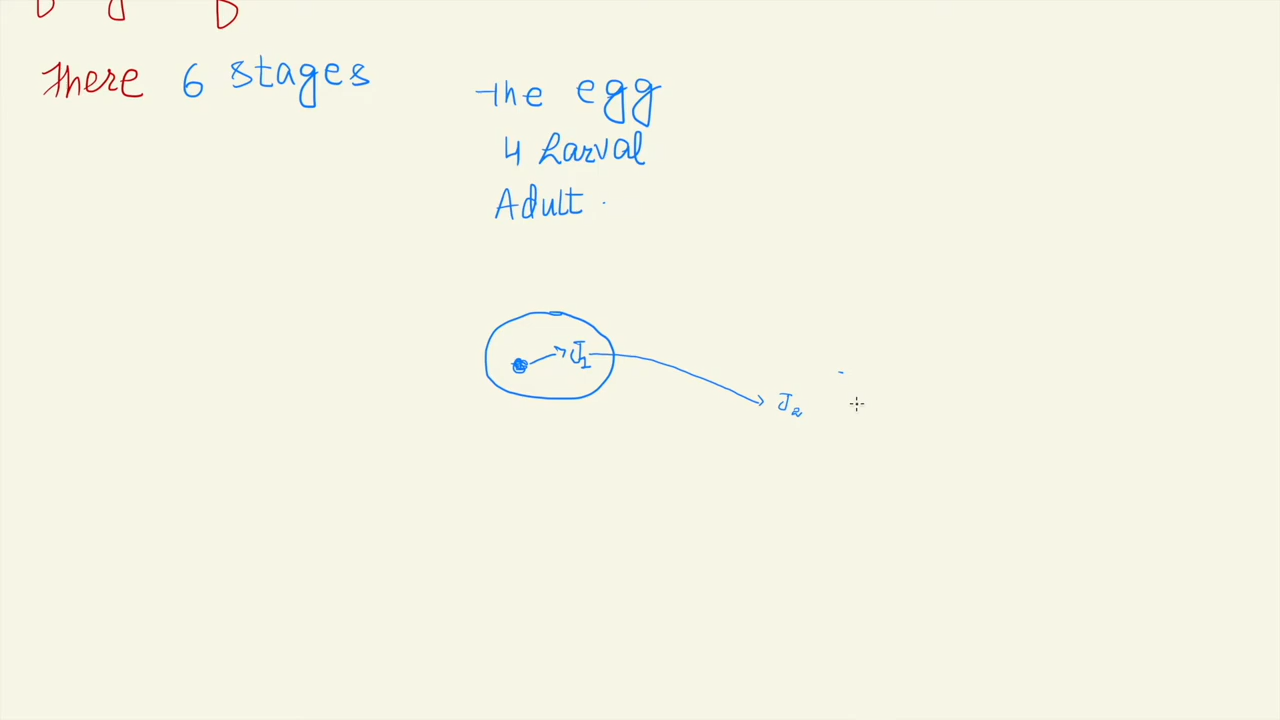 There 6 stages
The egg
4 Larval
Adult .
J1
J2